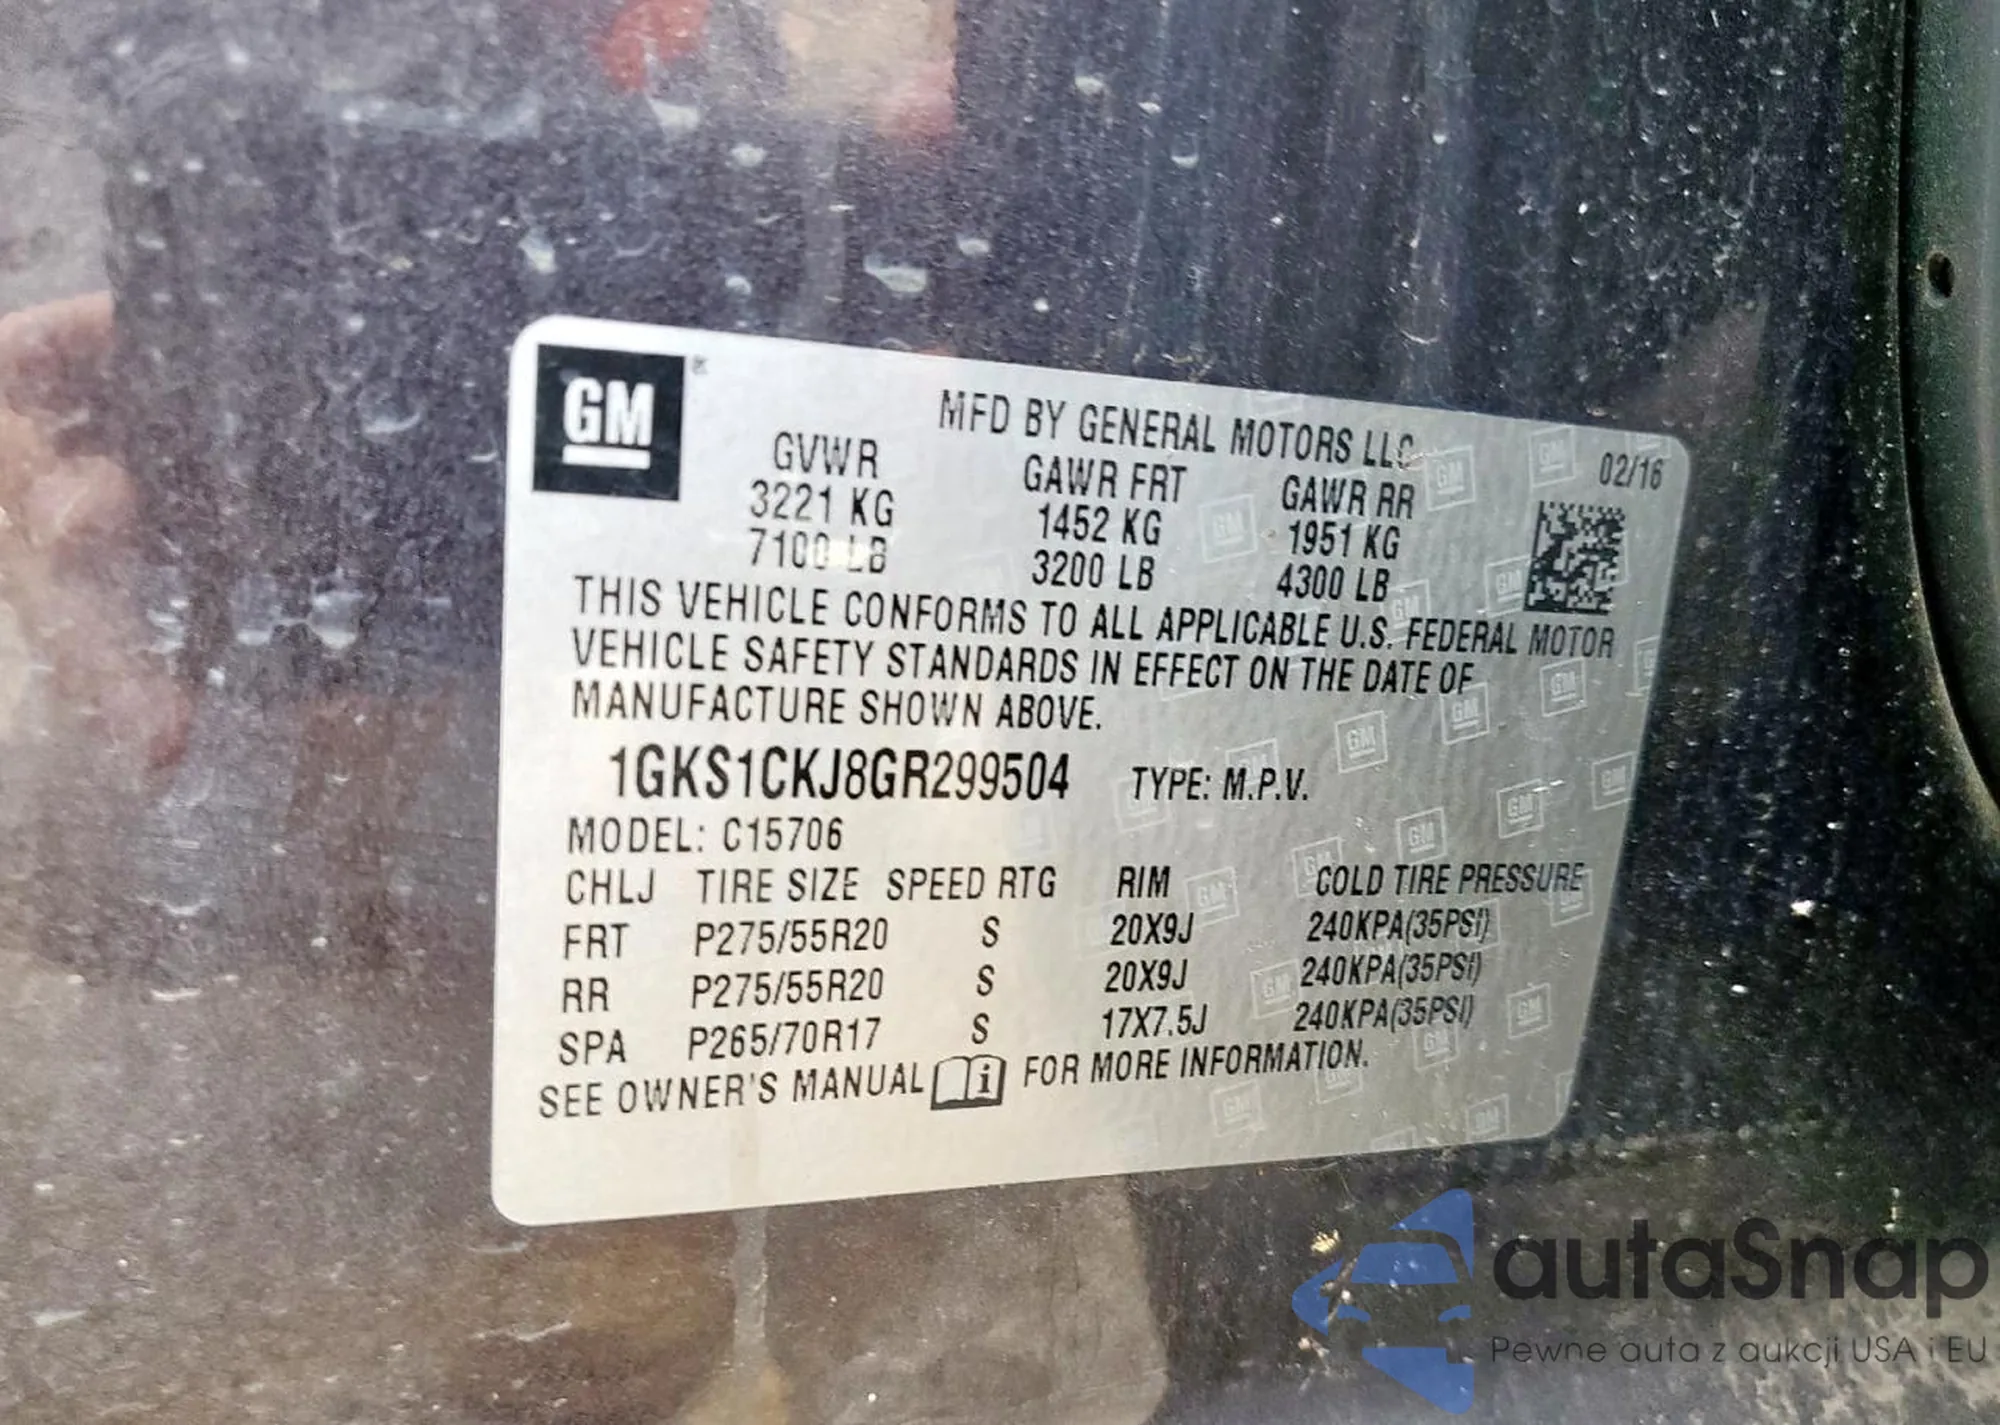 GM
MFD BY GENERAL MOTORS LLC 02/16
GVWR GAWR FRT GAWR RR
3221 KG 1452 KG 1951 KG
7100 LB 3200 LB 4300 LB
THIS VEHICLE CONFORMS TO ALL APPLICABLE U.S. FEDERAL MOTOR
VEHICLE SAFETY STANDARDS IN EFFECT ON THE DATE OF
MANUFACTURE SHOWN ABOVE.
1GKS1CKJ8GR299504 TYPE: M.P.V.
MODEL: C15706
CHLJ TIRE SIZE SPEED RTG RIM COLD TIRE PRESSURE
FRT P275/55R20 S 20X9J 240KPA(35PSI)
RR P275/55R20 S 20X9J 240KPA(35PSI)
SPA P265/70R17 S 17X7.5J 240KPA(35PSI)
SEE OWNER'S MANUAL i FOR MORE INFORMATION.
autaSnap
Pewne auta z aukcji USA i EU